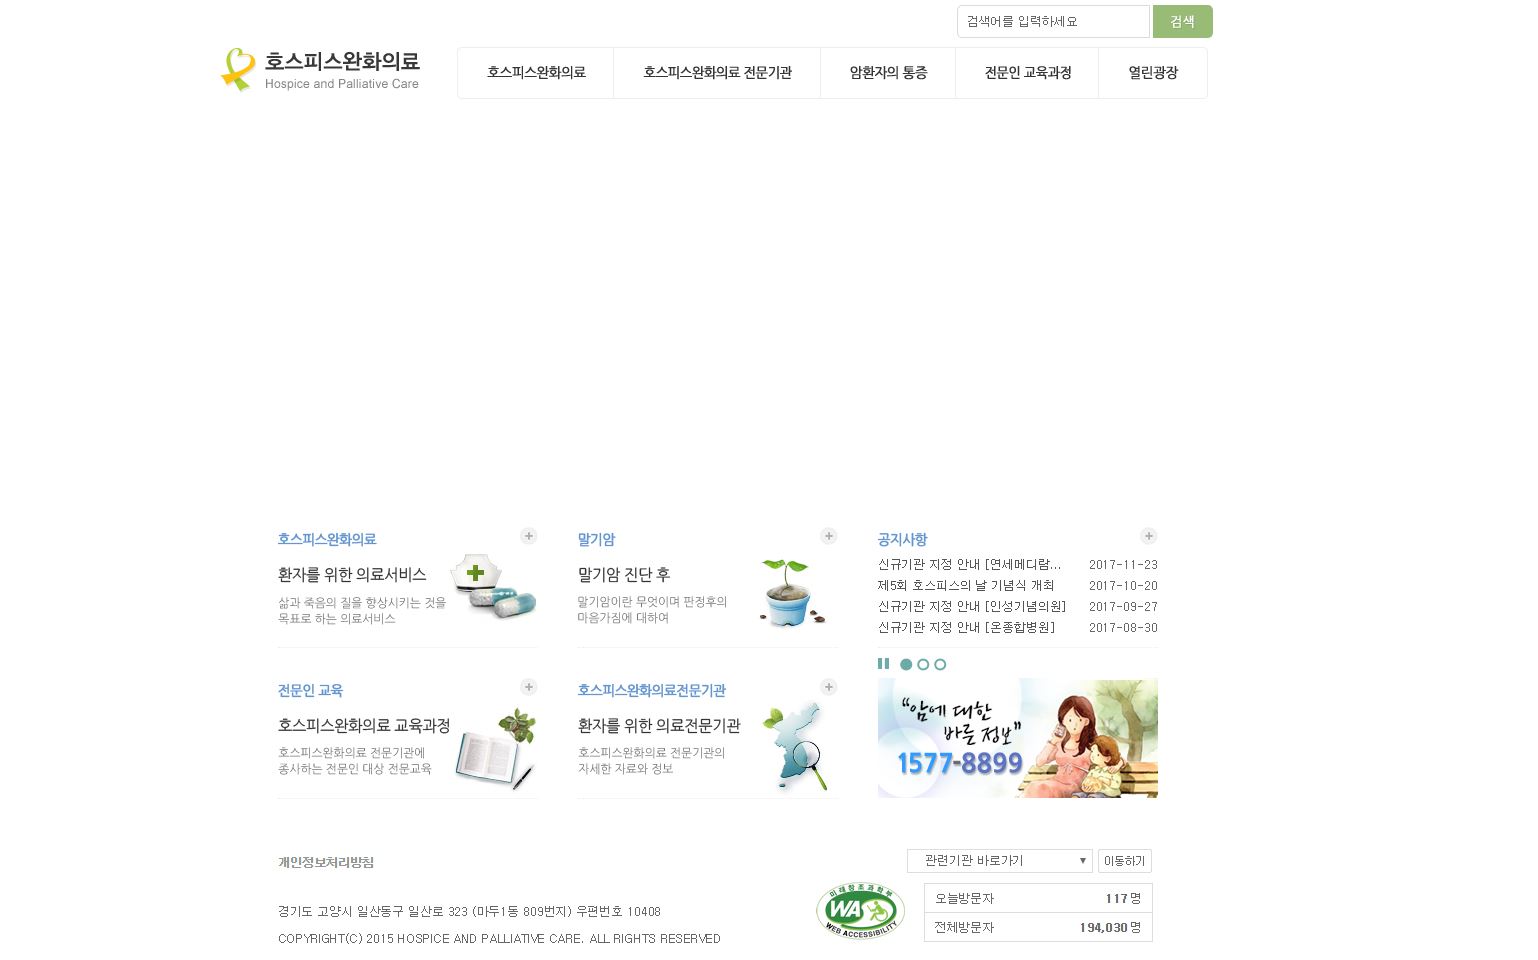 검색어를 입력하세요
검색
호스피스완화의료
Hospice and Palliative Care
호스피스완화의료
호스피스완화의료 전문기관
암환자의 통증
전문인 교육과정
열린광장
호스피스완화의료
환자를 위한 의료서비스
삶과 죽음의 질을 향상시키는 것을
목표로 하는 의료서비스
말기암
말기암 진단 후
말기암이란 무엇이며 판정후의
마음가짐에 대하여
공지사항
신규기관 지정 안내 [연세메디람... 2017-11-23
제5회 호스피스의 날 기념식 개최 2017-10-20
신규기관 지정 안내 [인성기념의원] 2017-09-27
신규기관 지정 안내 [온종합병원] 2017-08-30
전문인 교육
호스피스완화의료 교육과정
호스피스완화의료 전문기관에
종사하는 전문인 대상 전문교육
호스피스완화의료전문기관
환자를 위한 의료전문기관
호스피스완화의료 전문기관의
자세한 자료와 정보
“암에 대한
바른 정보”
1577-8899
개인정보처리방침
관련기관 바로가기
이동하기
경기도 고양시 일산동구 일산로 323 (마두1동 809번지) 우편번호 10408
COPYRIGHT(C) 2015 HOSPICE AND PALLIATIVE CARE. ALL RIGHTS RESERVED
미래창조과학부
WA
WEB ACCESSIBILITY
오늘방문자 117 명
전체방문자 194,030 명